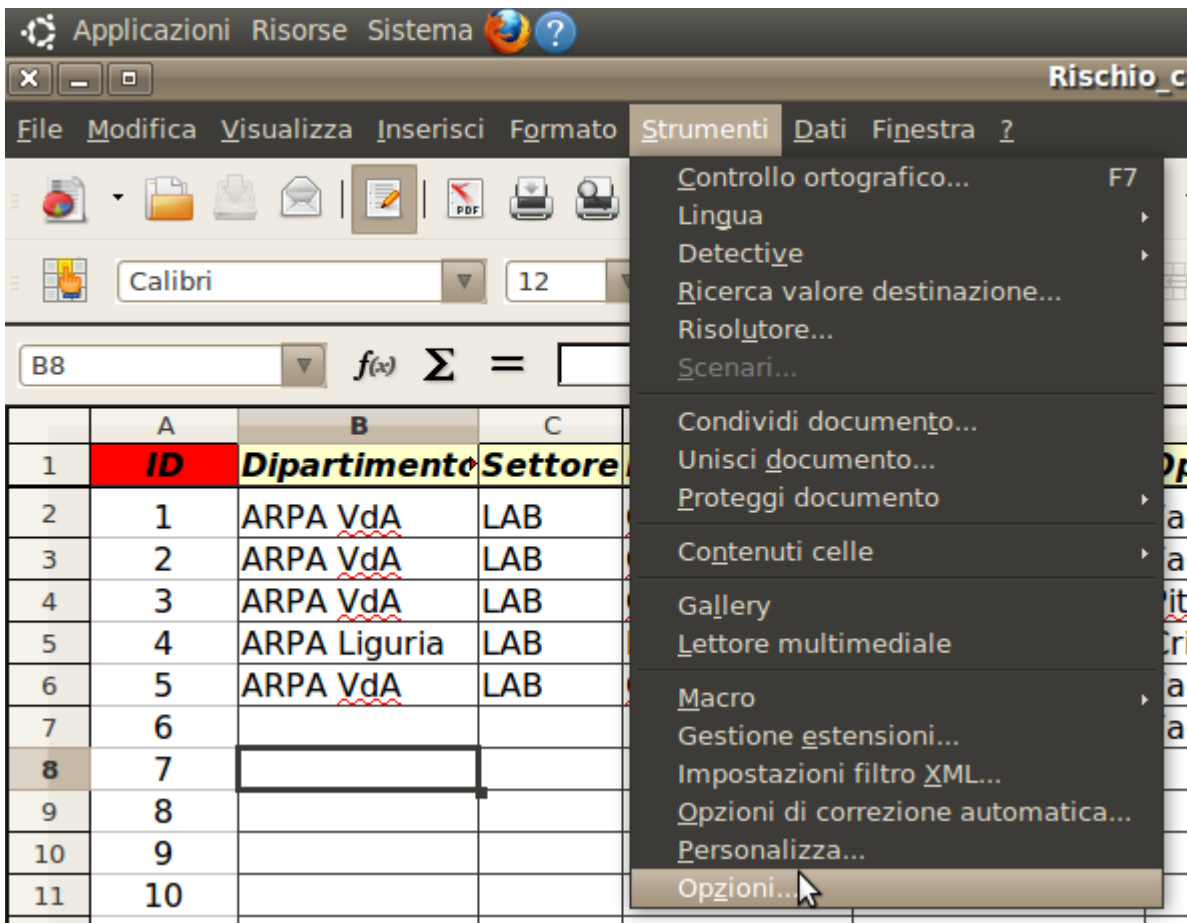 Applicazioni Risorse Sistema ?
Rischio_c
File Modifica Visualizza Inserisci Formato Strumenti Dati Finestra ?
PDF
Calibri 12
B8 f(x) Σ =
Controllo ortografico... F7
Lingua
Detective
Ricerca valore destinazione...
Risolutore...
Scenari...
Condividi documento...
Unisci documento...
Proteggi documento
Contenuti celle
Gallery
Lettore multimediale
Macro
Gestione estensioni...
Impostazioni filtro XML...
Opzioni di correzione automatica...
Personalizza...
Opzioni...
A B C
1 ID Dipartimento Settore
2 1 ARPA VdA LAB
3 2 ARPA VdA LAB
4 3 ARPA VdA LAB
5 4 ARPA Liguria LAB
6 5 ARPA VdA LAB
7 6
8 7
9 8
10 9
11 10